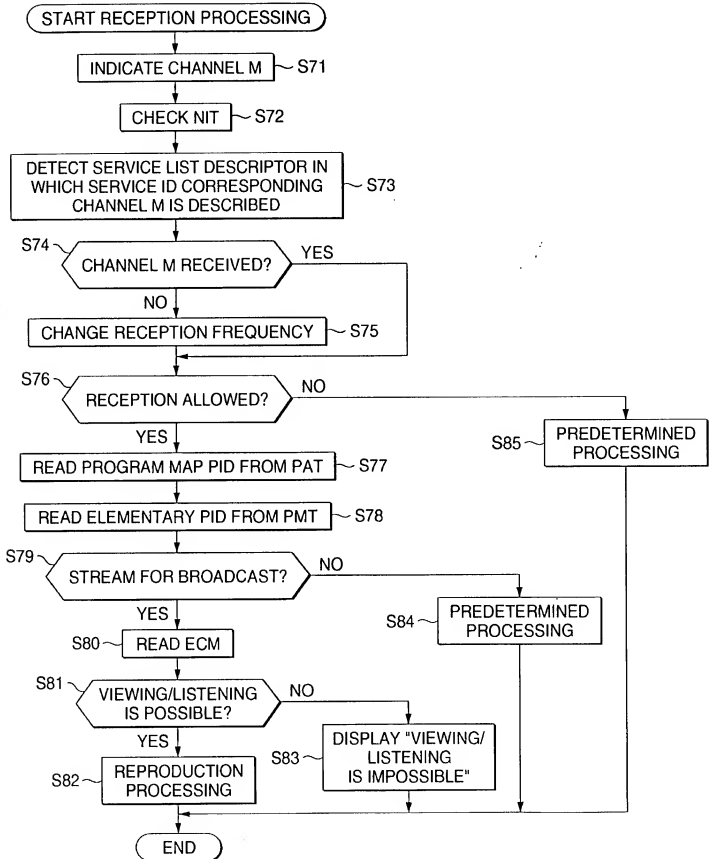 START RECEPTION PROCESSING
INDICATE CHANNEL M
S71
CHECK NIT
S72
DETECT SERVICE LIST DESCRIPTOR IN
WHICH SERVICE ID CORRESPONDING
CHANNEL M IS DESCRIBED
S73
S74
CHANNEL M RECEIVED?
YES
NO
CHANGE RECEPTION FREQUENCY
S75
S76
RECEPTION ALLOWED?
NO
YES
S85
PREDETERMINED
PROCESSING
READ PROGRAM MAP PID FROM PAT
S77
READ ELEMENTARY PID FROM PMT
S78
S79
STREAM FOR BROADCAST?
NO
YES
S84
PREDETERMINED
PROCESSING
S80
READ ECM
S81
VIEWING/LISTENING
IS POSSIBLE?
NO
YES
S83
DISPLAY "VIEWING/
LISTENING
IS IMPOSSIBLE"
S82
REPRODUCTION
PROCESSING
END